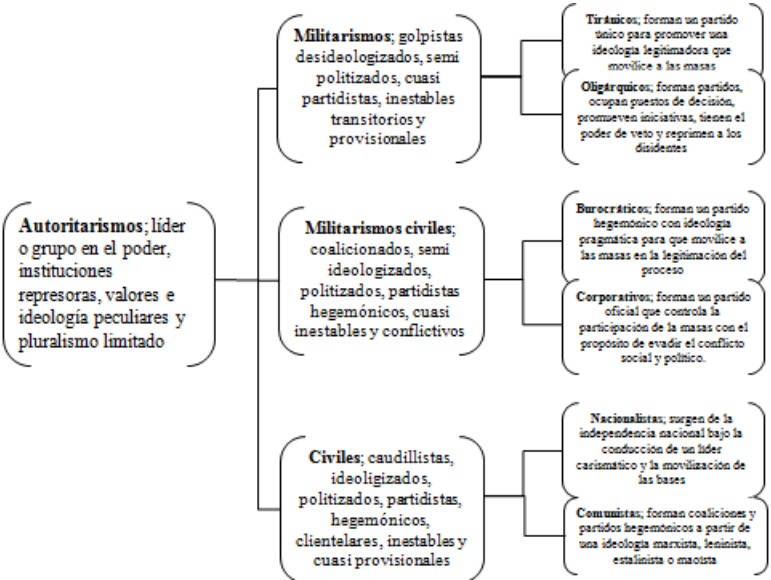 Autoritarismos; líder
o grupo en el poder,
instituciones
represoras, valores e
ideología peculiares y
pluralismo limitado
Militarismos; golpistas
desideologizados, semi
politizados, cuasi
partidistas, inestables
transitorios y
provisionales
Tiránicos; forman un partido
único para promover una
ideología legitimadora que
movilice a las masas
Oligárquicos; forman partidos,
ocupan puestos de decisión,
promueven iniciativas, tienen el
poder de veto y reprimen a los
disidentes
Militarismos civiles;
coalicionados, semi
ideologizados,
politizados, partidistas
hegemónicos, cuasi
inestables y conflictivos
Burocráticos; forman un partido
hegemónico con ideología
pragmática para que movilice a
las masas en la legitimación del
proceso
Corporativos; forman un partido
oficial que controla la
participación de la masas con el
propósito de evadir el conflicto
social y político.
Civiles; caudillistas,
ideoligizados,
politizados, partidistas,
hegemónicos,
clientelares, inestables y
cuasi provisionales
Nacionalistas; surgen de la
independencia nacional bajo la
conducción de un líder
carismático y la movilización de
las bases
Comunistas; forman coaliciones y
partidos hegemónicos a partir de
una ideología marxista, leninista,
estalinista o maoísta